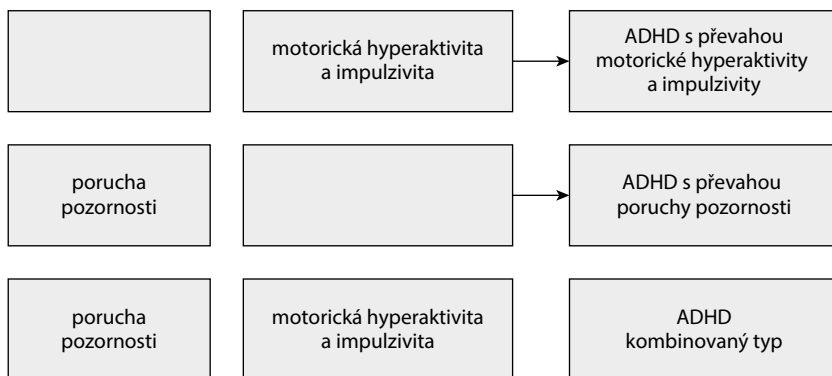 motorická hyperaktivita
a impulzivita
ADHD s převahou
motorické hyperaktivity
a impulzivity
porucha
pozornosti
ADHD s převahou
poruchy pozornosti
porucha
pozornosti
motorická hyperaktivita
a impulzivita
ADHD
kombinovaný typ